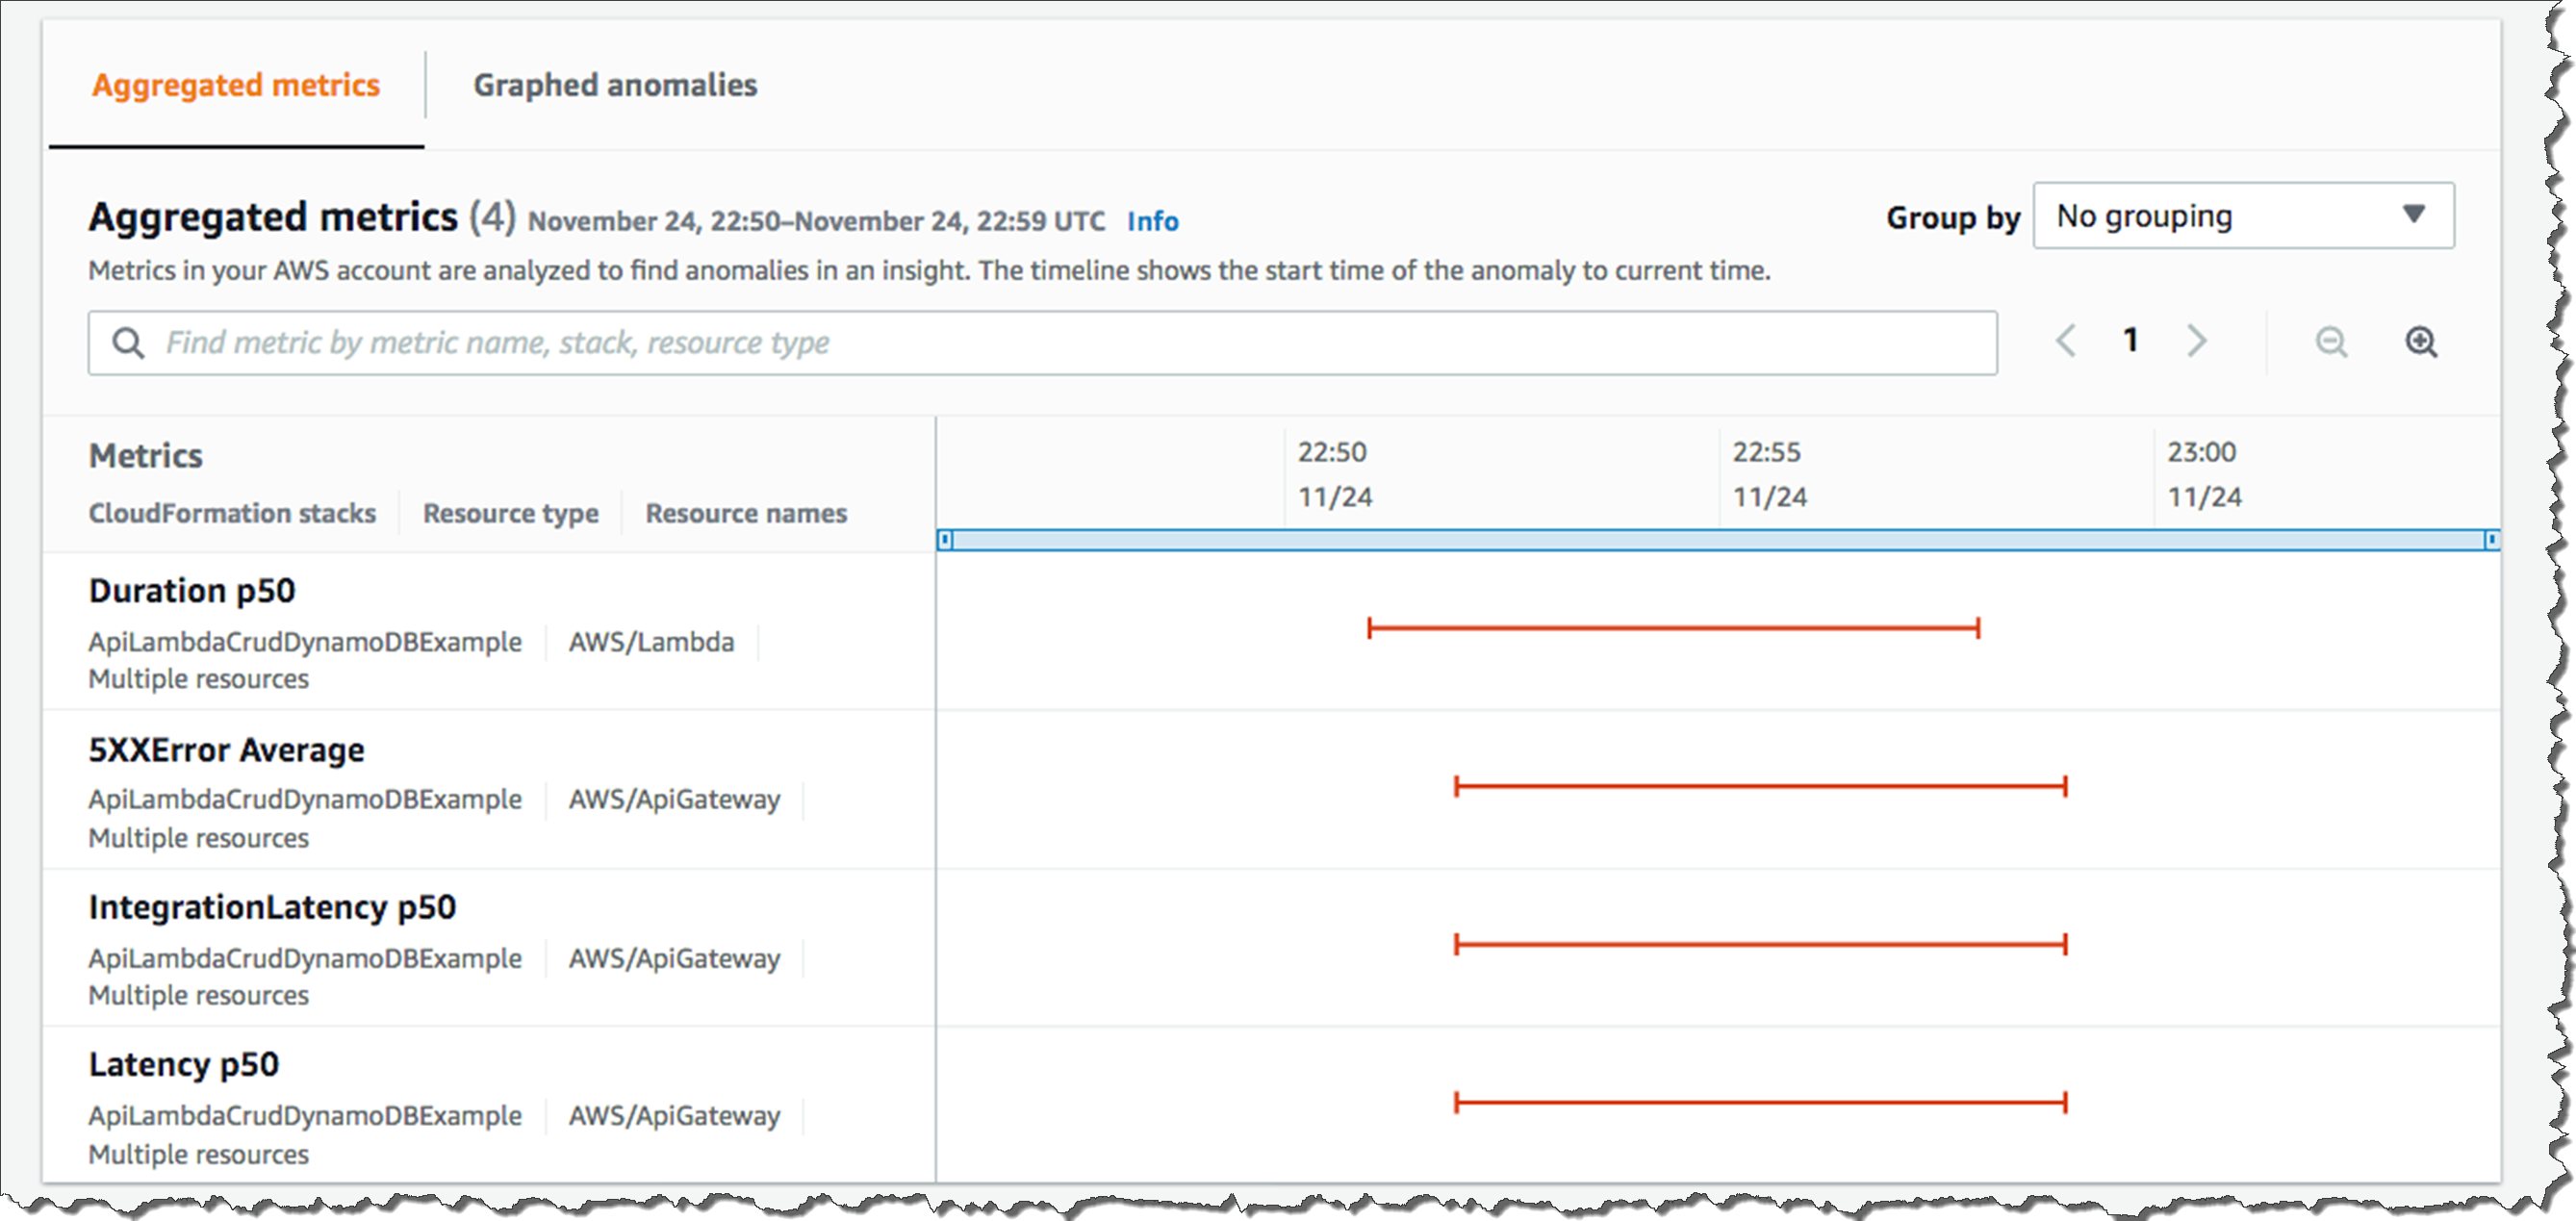 Aggregated metrics Graphed anomalies
Aggregated metrics (4) November 24, 22:50–November 24, 22:59 UTC Info
Group by No grouping
Metrics in your AWS account are analyzed to find anomalies in an insight. The timeline shows the start time of the anomaly to current time.
Find metric by metric name, stack, resource type
1
Metrics
CloudFormation stacks Resource type Resource names
22:50 22:55 23:00
11/24 11/24 11/24
Duration p50
ApiLambdaCrudDynamoDBExample AWS/Lambda
Multiple resources
5XXError Average
ApiLambdaCrudDynamoDBExample AWS/ApiGateway
Multiple resources
IntegrationLatency p50
ApiLambdaCrudDynamoDBExample AWS/ApiGateway
Multiple resources
Latency p50
ApiLambdaCrudDynamoDBExample AWS/ApiGateway
Multiple resources